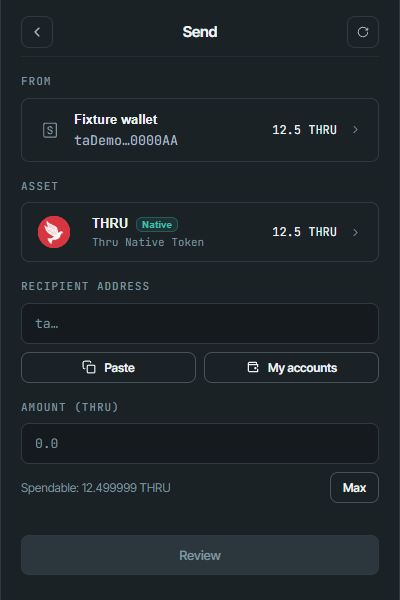 Send
FROM
S
Fixture wallet
taDemo…0000AA
12.5 THRU
ASSET
THRU Native
Thru Native Token
12.5 THRU
RECIPIENT ADDRESS
ta…
Paste
My accounts
AMOUNT (THRU)
0.0
Spendable: 12.499999 THRU
Max
Review